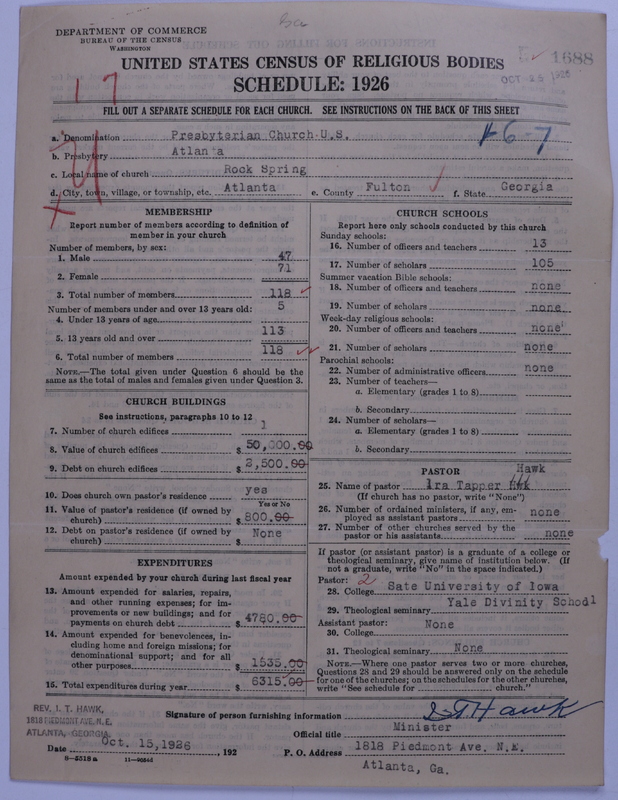 Ba
DEPARTMENT OF COMMERCE
BUREAU OF THE CENSUS
WASHINGTON
1688
OCT 25 1926
UNITED STATES CENSUS OF RELIGIOUS BODIES
SCHEDULE: 1926
17
FILL OUT A SEPARATE SCHEDULE FOR EACH CHURCH. SEE INSTRUCTIONS ON THE BACK OF THIS SHEET
a. Denomination Presbyterian Church U.S.
1-6-7
b. Presbytery Atlanta
c. Local name of church Rock Spring
d. City, town, village, or township, etc. Atlanta e. County Fulton f. State Georgia
MEMBERSHIP
Report number of members according to definition of
member in your church
Number of members, by sex:
1. Male 47
2. Female 71
3. Total number of members 118
Number of members under and over 13 years old:
4. Under 13 years of age 5
5. 13 years old and over 113
6. Total number of members 118
NOTE.—The total given under Question 6 should be
same as the total of males and females given under Question 3.
CHURCH BUILDINGS
See instructions, paragraphs 10 to 12
7. Number of church edifices 1
8. Value of church edifices $ 50,000.00
9. Debt on church edifices $ 2,500.00
10. Does church own pastor's residence yes
Yes or No
11. Value of pastor's residence (if owned by
church) $ 800.00
12. Debt on pastor's residence (if owned by
church) $ None
EXPENDITURES
Amount expended by your church during last fiscal year
13. Amount expended for salaries, repairs,
and other running expenses; for im-
provements or new buildings; and for
payments on church debt $ 4780.00
14. Amount expended for benevolences, in-
cluding home and foreign missions; for
denominational support; and for all
other purposes $ 1535.00
15. Total expenditures during year $ 6315.00
CHURCH SCHOOLS
Report here only schools conducted by this church
Sunday schools:
16. Number of officers and teachers 13
17. Number of scholars 105
Summer vacation Bible schools:
18. Number of officers and teachers none
19. Number of scholars none
Week-day religious schools:
20. Number of officers and teachers none
21. Number of scholars none
Parochial schools:
22. Number of administrative officers none
23. Number of teachers—
a. Elementary (grades 1 to 8)
b. Secondary
24. Number of scholars—
a. Elementary (grades 1 to 8)
b. Secondary
PASTOR
Hawk
25. Name of pastor Ira Tapper
(If church has no pastor, write "None")
26. Number of ordained ministers, if any, em-
ployed as assistant pastors none
27. Number of other churches served by the
pastor or his assistants none
If pastor (or assistant pastor) is a graduate of a college or
theological seminary, give name of institution below. (If
not a graduate, write "No" in the space indicated.)
Pastor: 2
28. College Sate University of Iowa
29. Theological seminary Yale Divinity School
Assistant pastor:
30. College None
31. Theological seminary None
NOTE.—Where one pastor serves two or more churches,
Questions 28 and 29 should be answered only on the schedule
for one of the churches; on the schedules for the other churches,
write "See schedule for church."
REV. I. T. HAWK,
1818 PIEDMONT AVE. N.E.
ATLANTA, GEORGIA.
Signature of person furnishing information I T Hawk
Official title Minister
Date Oct. 15,1926 , 192
P. O. Address 1818 Piedmont Ave. N.E.
Atlanta, Ga.
8—5518 a